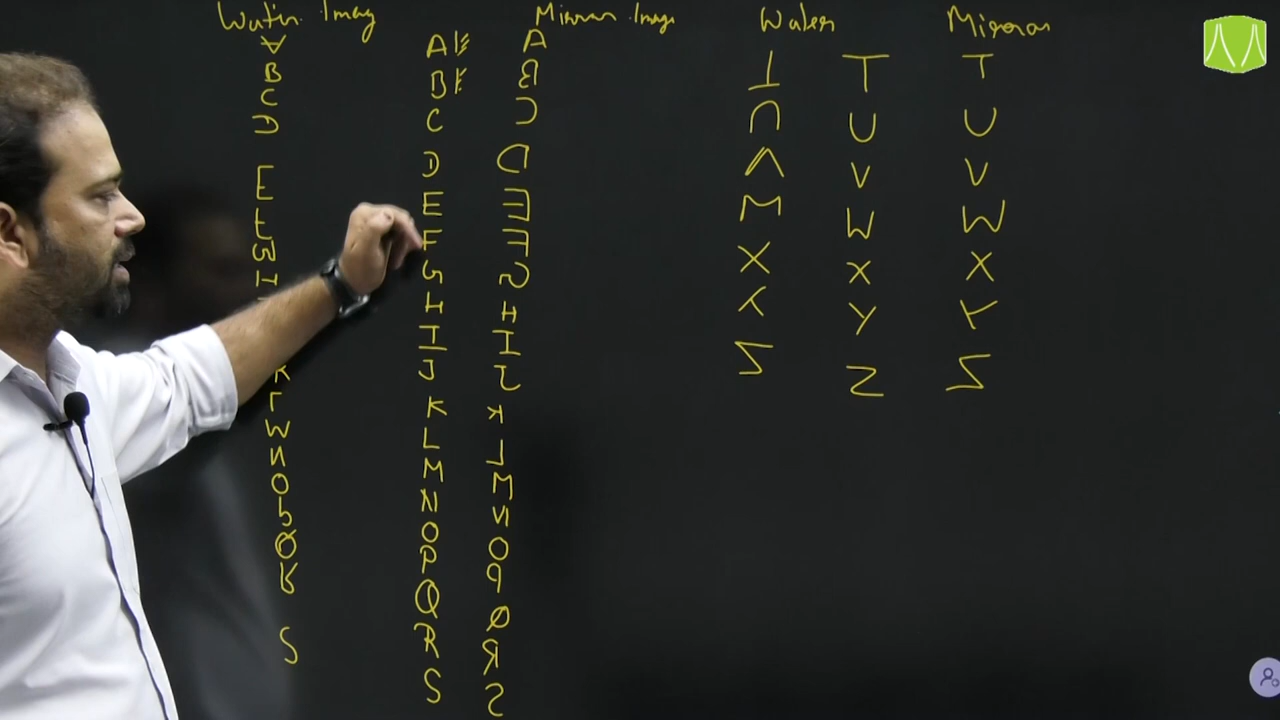 Water Image Mirror Image Water Mirror
A A A T T T
B B B U U U
C C C V V V
D D D W W W
E E E X X X
F F F Y Y Y
G G G Z Z Z
H H H
I I
J J
K K K
L L L
M M M
N N N
O O O
P P P
Q Q Q
R R R
S S S